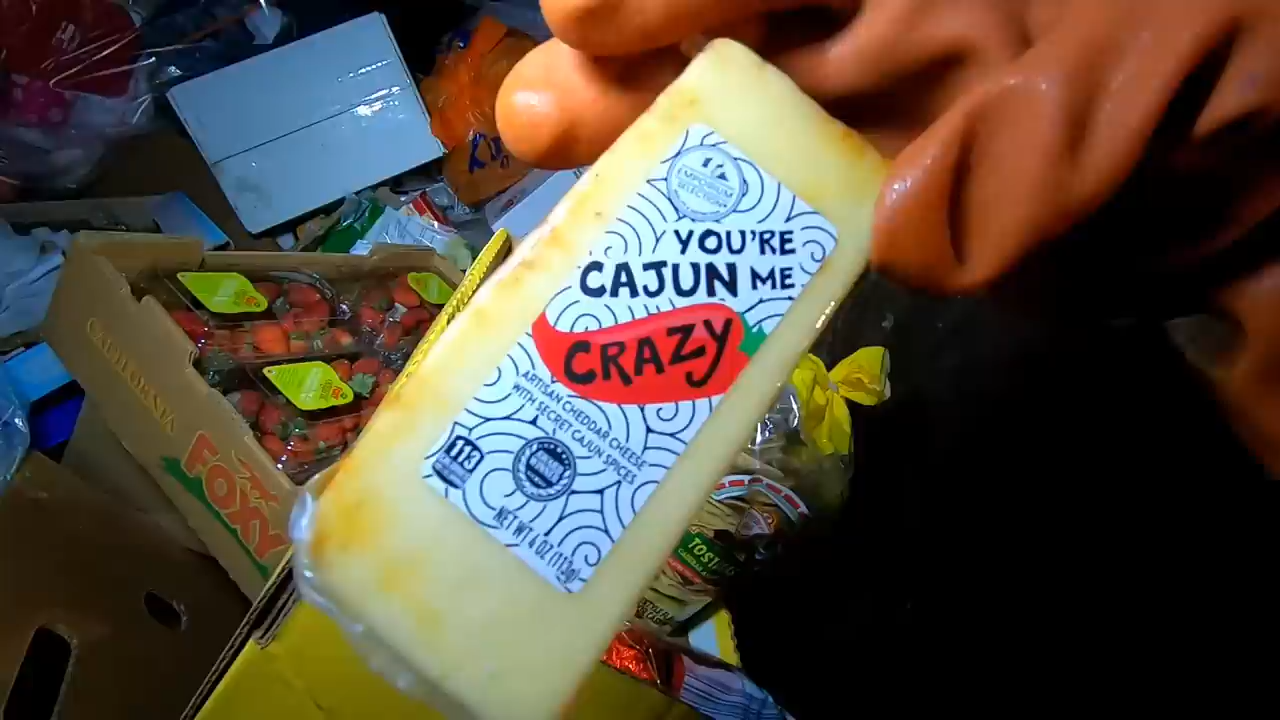 EMPORIUM
SELECTION
YOU'RE
CAJUN ME
CRAZY
ARTISAN CHEDDAR CHEESE
WITH SECRET CAJUN SPICES
113
NET WT 4 OZ (113g)
CALIFORNIA
FOXY